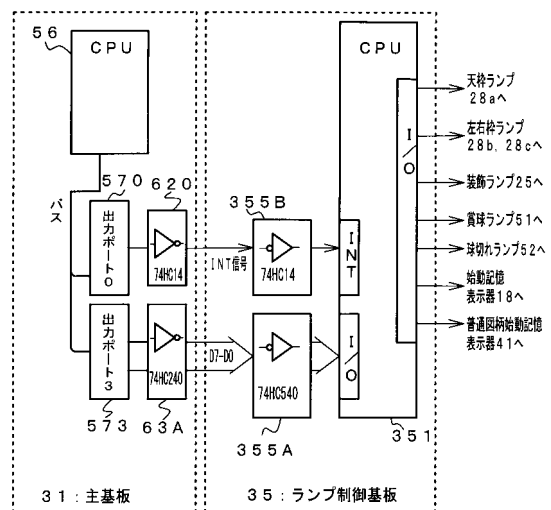 56
CPU
570
620
バス
出力ポート0
74HC14
INT信号
出力ポート3
74HC240
D7-D0
573
63A
31:主基板
355B
74HC14
74HC540
355A
CPU
INT
I/O
I/O
351
35:ランプ制御基板
天枠ランプ
28aへ
左右枠ランプ
28b,28cへ
装飾ランプ25へ
賞球ランプ51へ
球切れランプ52へ
始動記憶
表示器18へ
普通図柄始動記憶
表示器41へ